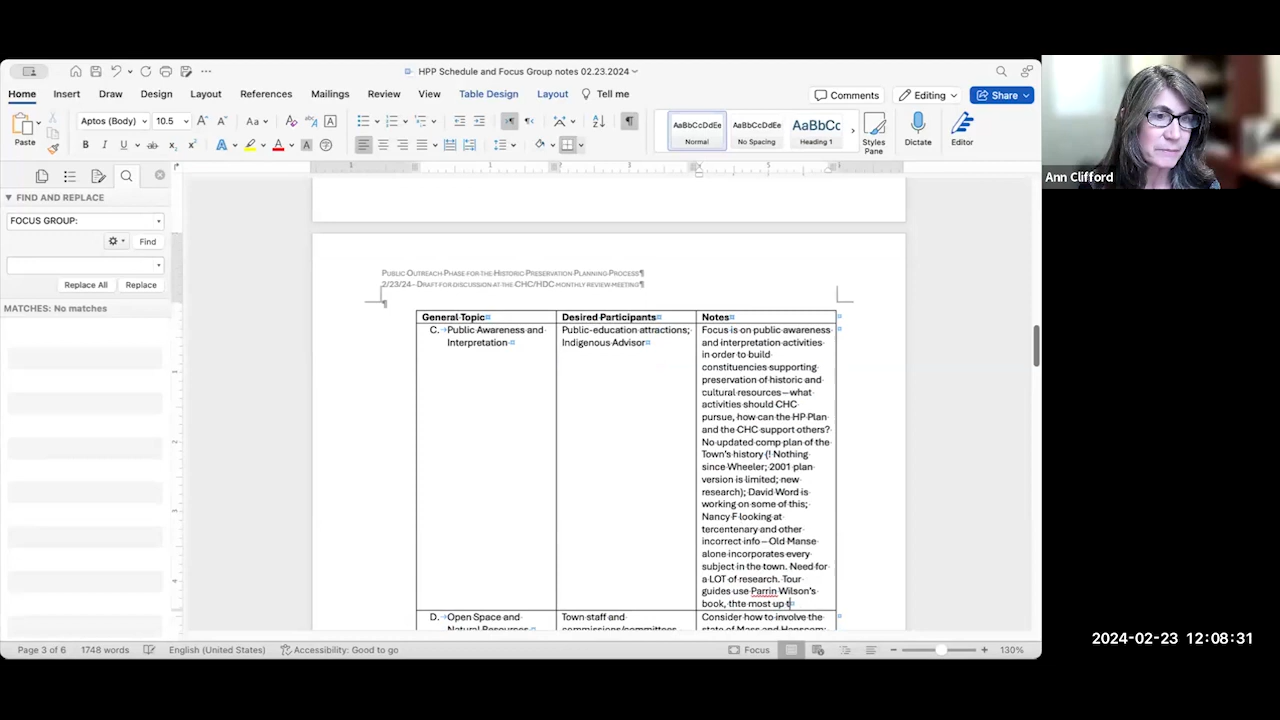 HPP Schedule and Focus Group notes 02.23.2024
Home Insert Draw Design Layout References Mailings Review View Table Design Layout Tell me Comments Editing Share
Paste Aptos (Body) 10.5 Aa AaBbCcDdEe AaBbCcDdEe AaBbCc
Normal No Spacing Heading 1 Styles Pane Dictate Editor
FIND AND REPLACE
FOCUS GROUP:
Find
Replace All Replace
MATCHES: No matches
Public Outreach Phase for the Historic Preservation Planning Process
2/23/24–Draft for discussion at the CHC/HDC monthly review meeting
General Topic Desired Participants Notes
C. Public Awareness and Interpretation
Public-education attractions; Indigenous Advisor
Focus is on public awareness
and interpretation activities
in order to build
constituencies supporting
preservation of historic and
cultural resources—what
activities should CHC
pursue, how can the HP Plan
and the CHC support others?
No updated comp plan of the
Town's history (! Nothing
since Wheeler; 2001 plan
version is limited; new
research); David Word is
working on some of this;
Nancy F looking at
tercentenary and other
incorrect info—Old Manse
alone incorporates every
subject in the town. Need for
a LOT of research. Tour
guides use Parrin Wilson's
book, thte most up t
D. Open Space and
Natural Resources
Town staff and
commissions/committees
Consider how to involve the
state of Mass and Hanscom;
Page 3 of 6 1748 words English (United States) Accessibility: Good to go Focus 130%
Ann Clifford
2024-02-23 12:08:31